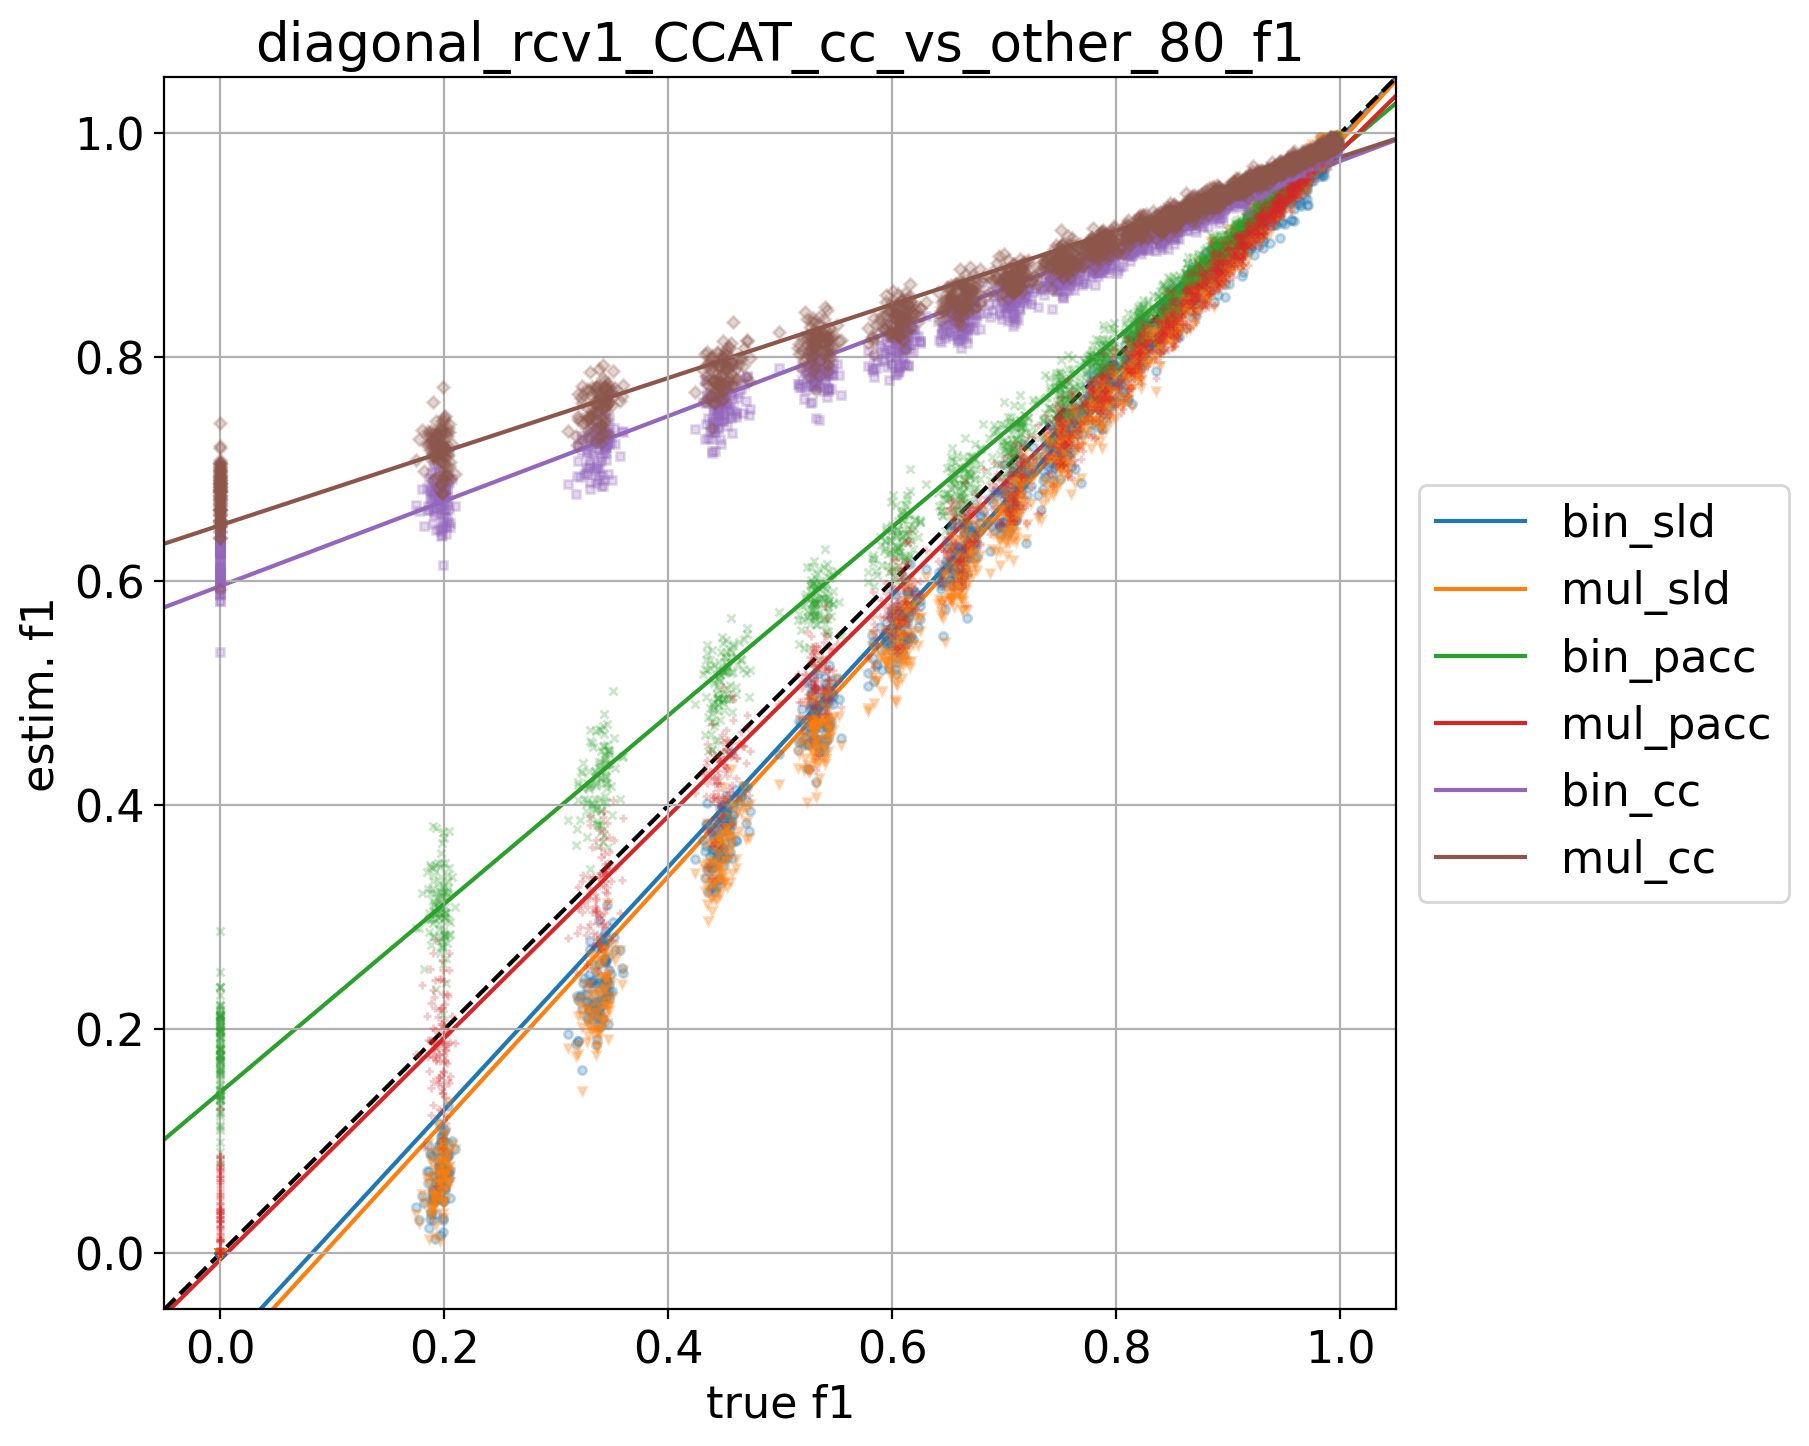 diagonal_rcv1_CCAT_cc_vs_other_80_f1
1.0
0.8
0.6
0.4
0.2
0.0
estim. f1
0.0 0.2 0.4 0.6 0.8 1.0
true f1
bin_sld
mul_sld
bin_pacc
mul_pacc
bin_cc
mul_cc